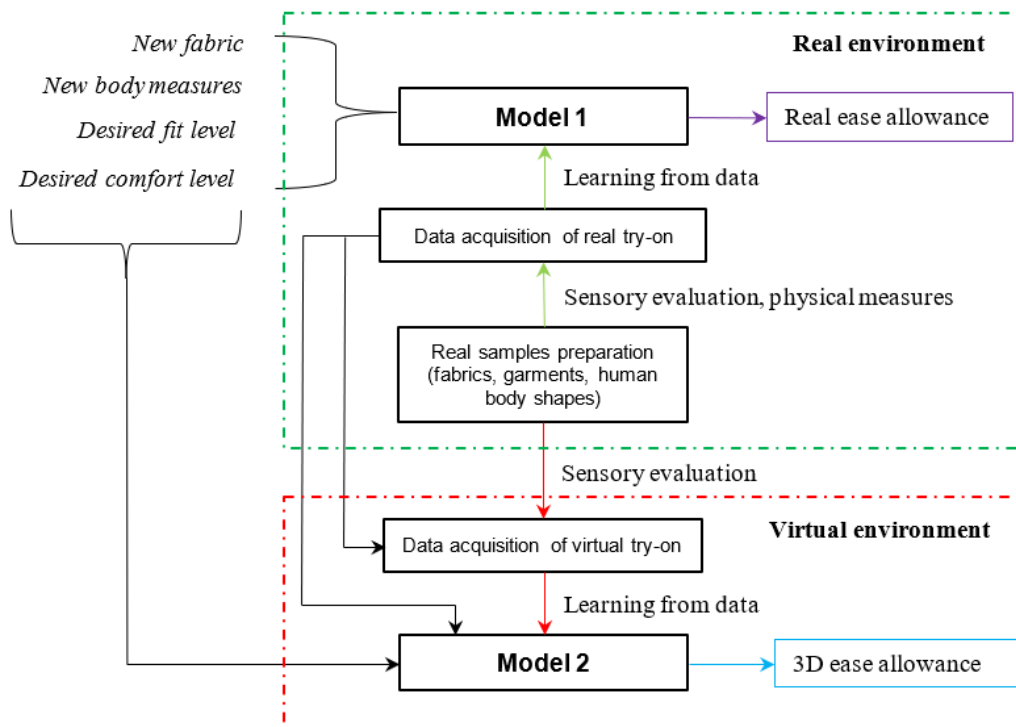 New fabric
New body measures
Desired fit level
Desired comfort level
Real environment
Model 1
Real ease allowance
Learning from data
Data acquisition of real try-on
Sensory evaluation, physical measures
Real samples preparation
(fabrics, garments, human
body shapes)
Sensory evaluation
Virtual environment
Data acquisition of virtual try-on
Learning from data
Model 2
3D ease allowance